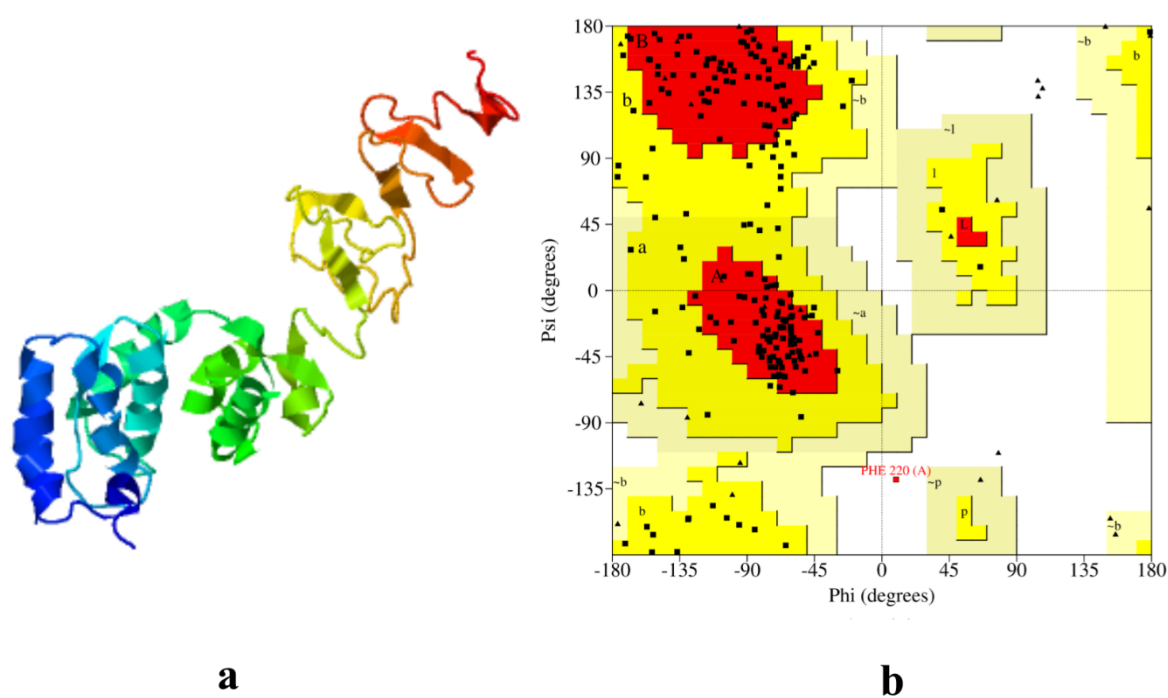 180
135
90
45
0
-45
-90
-135
Psi (degrees)
B
b
~b
~b
b
~l
l
L
a
A
~a
PHE 220 (A)
~b
~p
b
p
~b
-180 -135 -90 -45 0 45 90 135 180
Phi (degrees)
a
b